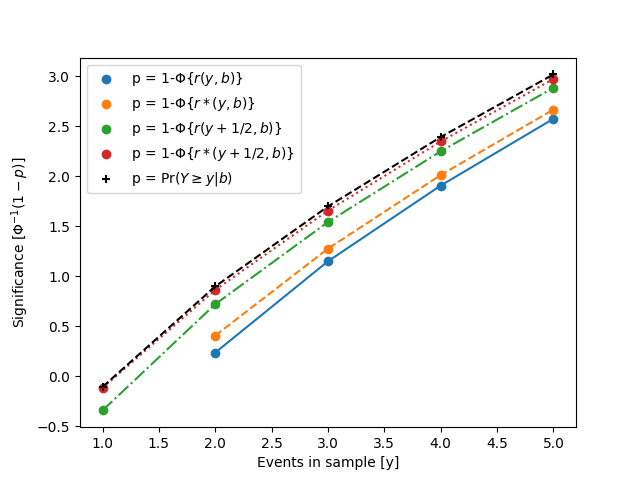 p = 1-Φ{r(y, b)}
p = 1-Φ{r * (y, b)}
p = 1-Φ{r(y + 1/2, b)}
p = 1-Φ{r * (y + 1/2, b)}
p = Pr(Y ≥ y|b)
3.0
2.5
2.0
1.5
1.0
0.5
0.0
−0.5
Significance [Φ⁻¹(1 − p)]
1.0 1.5 2.0 2.5 3.0 3.5 4.0 4.5 5.0
Events in sample [y]